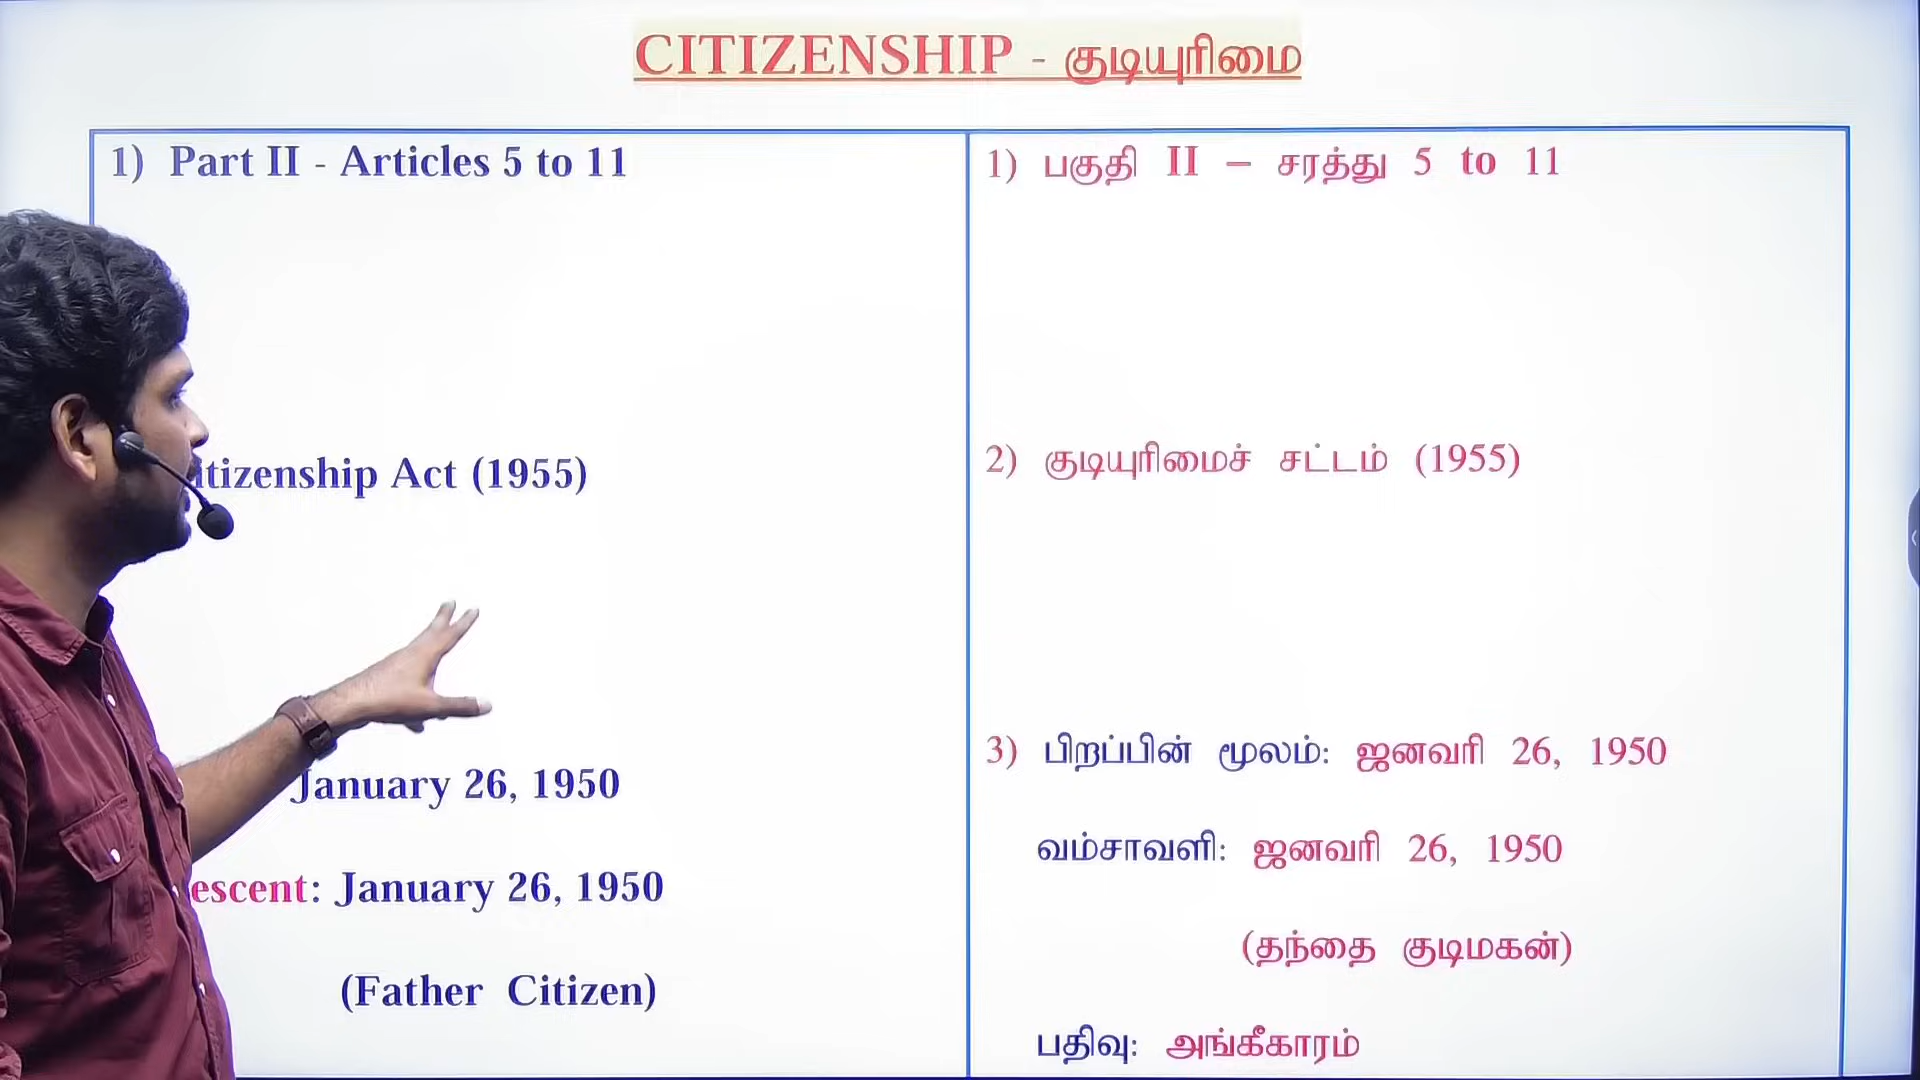 CITIZENSHIP - குடியுரிமை
1) Part II - Articles 5 to 11
Act (1955)
January 26, 1950
: January 26, 1950
(Father Citizen)
1) பகுதி II – சரத்து 5 to 11
2) குடியுரிமைச் சட்டம் (1955)
3) பிறப்பின் மூலம்: ஜனவரி 26, 1950
வம்சாவளி: ஜனவரி 26, 1950
(தந்தை குடிமகன்)
பதிவு: அங்கீகாரம்